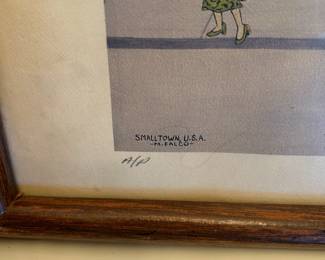 SMALLTOWN, U.S.A.
-M. FALCO-
A/P